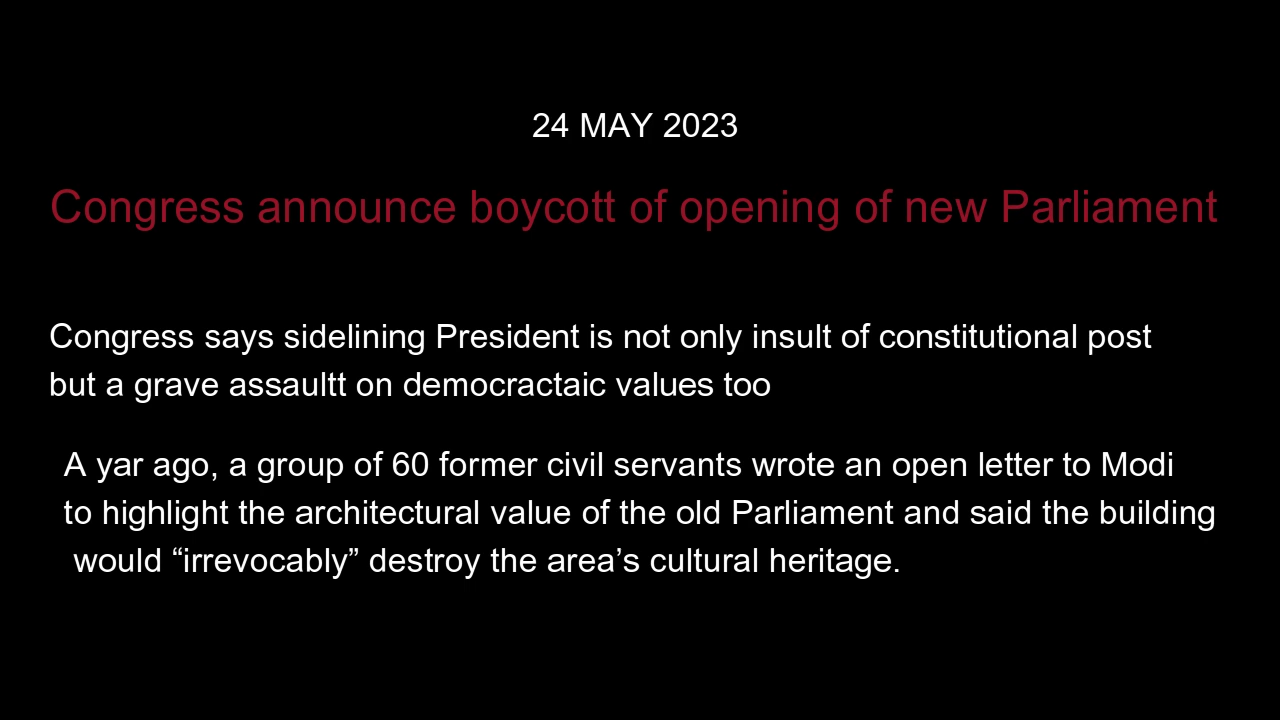 24 MAY 2023
Congress announce boycott of opening of new Parliament
Congress says sidelining President is not only insult of constitutional post
but a grave assaultt on democractaic values too
A yar ago, a group of 60 former civil servants wrote an open letter to Modi
to highlight the architectural value of the old Parliament and said the building
would “irrevocably” destroy the area’s cultural heritage.